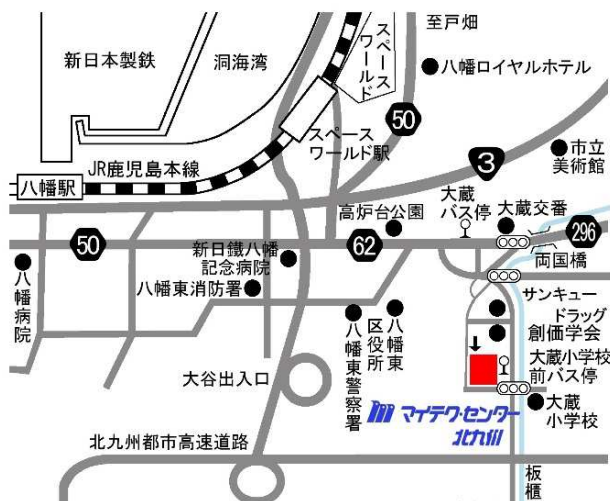 至戸畑
スペース
ワールド
新日本製鉄
洞海湾
八幡ロイヤルホテル
50
スペース
ワールド駅
市立
美術館
JR鹿児島本線
3
八幡駅
大蔵
バス停
大蔵交番
高炉台公園
296
50
62
新日鐵八幡
記念病院
両国橋
八幡病院
八幡東消防署
サンキュー
ドラッグ
創価学会
八幡東
区役所
八幡東警察署
大蔵小学校
前バス停
大谷出入口
マイテク・センター
北九州
大蔵
小学校
北九州都市高速道路
板櫃